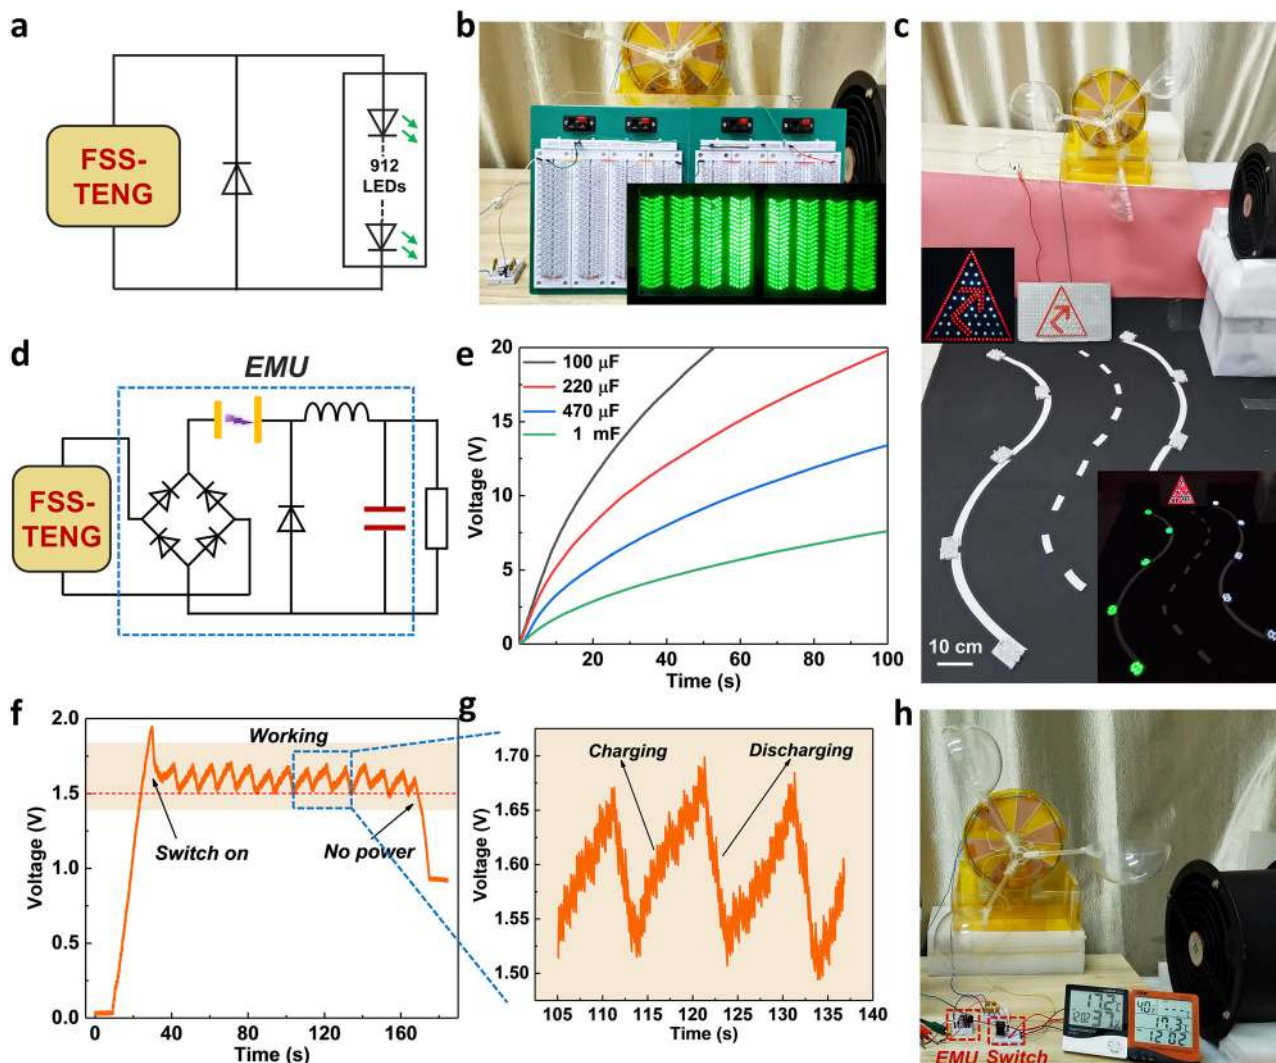 a
FSS-
TENG
912
LEDs
b
c
10 cm
d
EMU
FSS-
TENG
e
20
15
10
5
0
Voltage (V)
100 μF
220 μF
470 μF
1 mF
20
40
60
80
100
Time (s)
f
2.0
1.5
1.0
0.5
0.0
Voltage (V)
Working
Switch on
No power
0
40
80
120
160
Time (s)
g
1.70
1.65
1.60
1.55
1.50
Voltage (V)
Charging
Discharging
105
110
115
120
125
130
135
140
Time (s)
h
EMU Switch